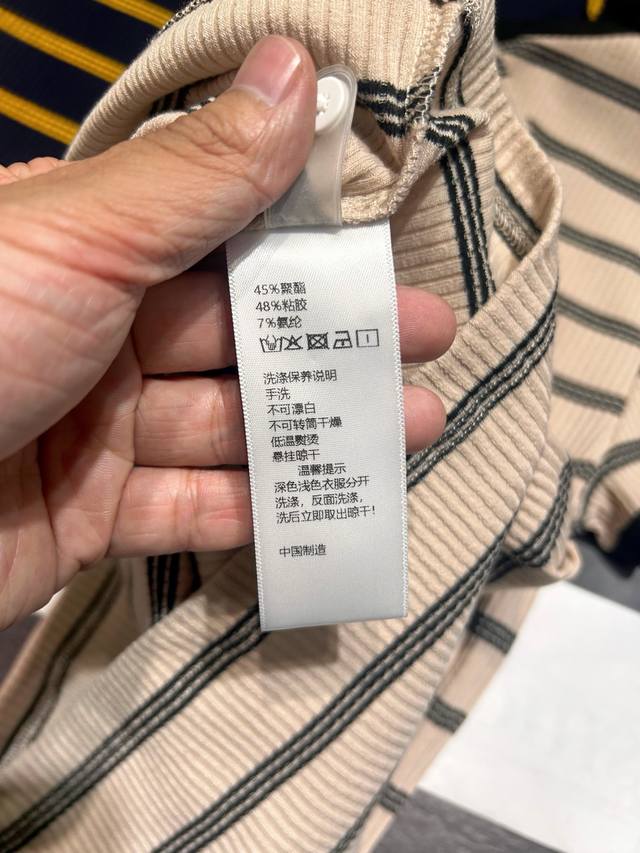 45%聚酯
48%粘胶
7%氨纶
洗涤保养说明
手洗
不可漂白
不可转筒干燥
低温熨烫
悬挂晾干
温馨提示
深色浅色衣服分开
洗涤，反面洗涤，
洗后立即取出晾干！
中国制造